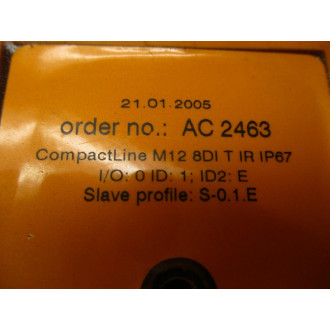 21.01.2005
order no.: AC 2463
CompactLine M12 8DI T IR IP67
I/O: 0 ID: 1; ID2: E
Slave profile: S-0.1.E